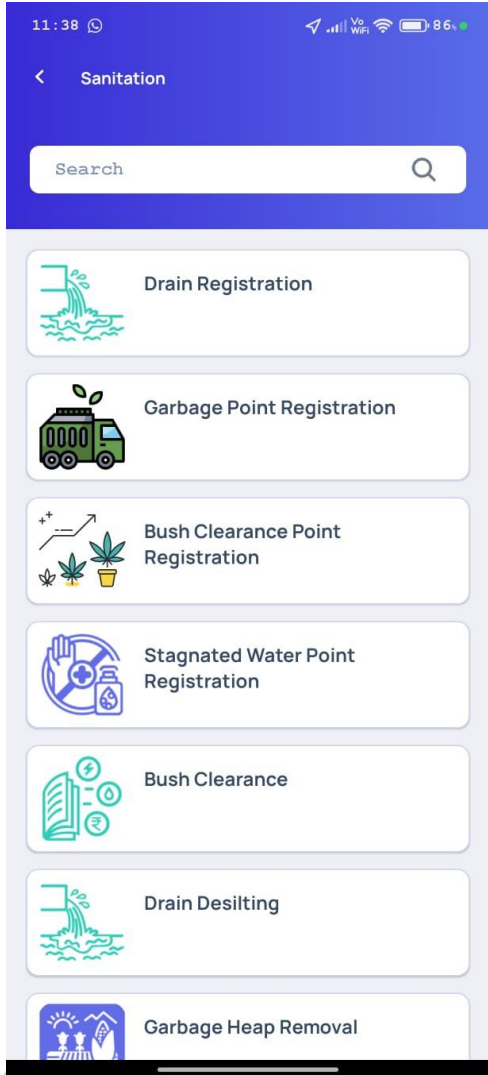 11:38
Vo
WiFi
86%
Sanitation
Search
Drain Registration
Garbage Point Registration
Bush Clearance Point
Registration
Stagnated Water Point
Registration
Bush Clearance
Drain Desilting
Garbage Heap Removal